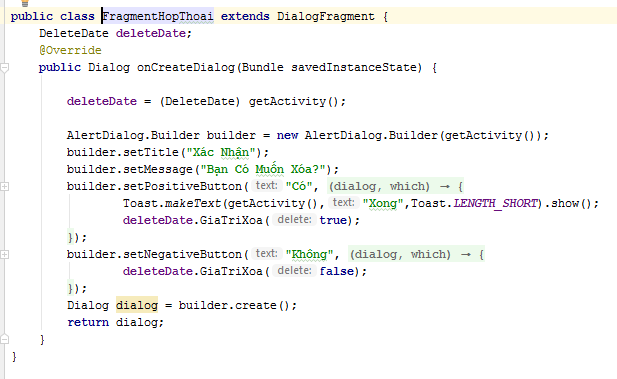 public class FragmentHopThoai extends DialogFragment {
    DeleteDate deleteDate;
    @Override
    public Dialog onCreateDialog(Bundle savedInstanceState) {

        deleteDate = (DeleteDate) getActivity();

        AlertDialog.Builder builder = new AlertDialog.Builder(getActivity());
        builder.setTitle("Xác Nhận");
        builder.setMessage("Bạn Có Muốn Xóa?");
        builder.setPositiveButton( text: "Có", (dialog, which) → {
                Toast.makeText(getActivity(), text: "Xong",Toast.LENGTH_SHORT).show();
                deleteDate.GiaTriXoa( delete: true);
        });
        builder.setNegativeButton( text: "Không", (dialog, which) → {
                deleteDate.GiaTriXoa( delete: false);
        });
        Dialog dialog = builder.create();
        return dialog;
    }
}